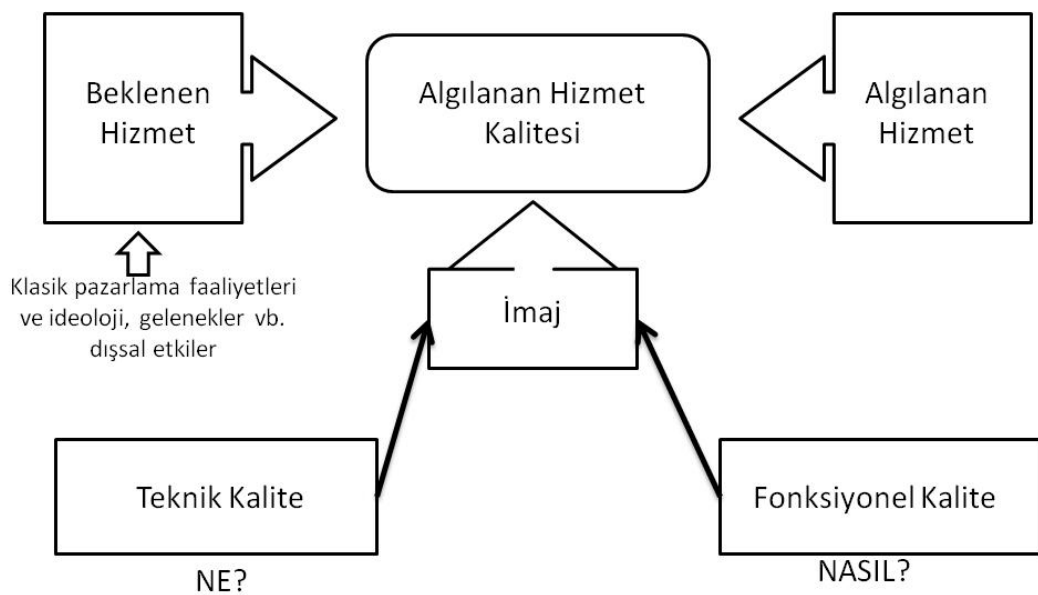 Beklenen
Hizmet
Algılanan Hizmet
Kalitesi
Algılanan
Hizmet
Klasik pazarlama faaliyetleri
ve ideoloji, gelenekler vb.
dışsal etkiler
İmaj
Teknik Kalite
Fonksiyonel Kalite
NE?
NASIL?